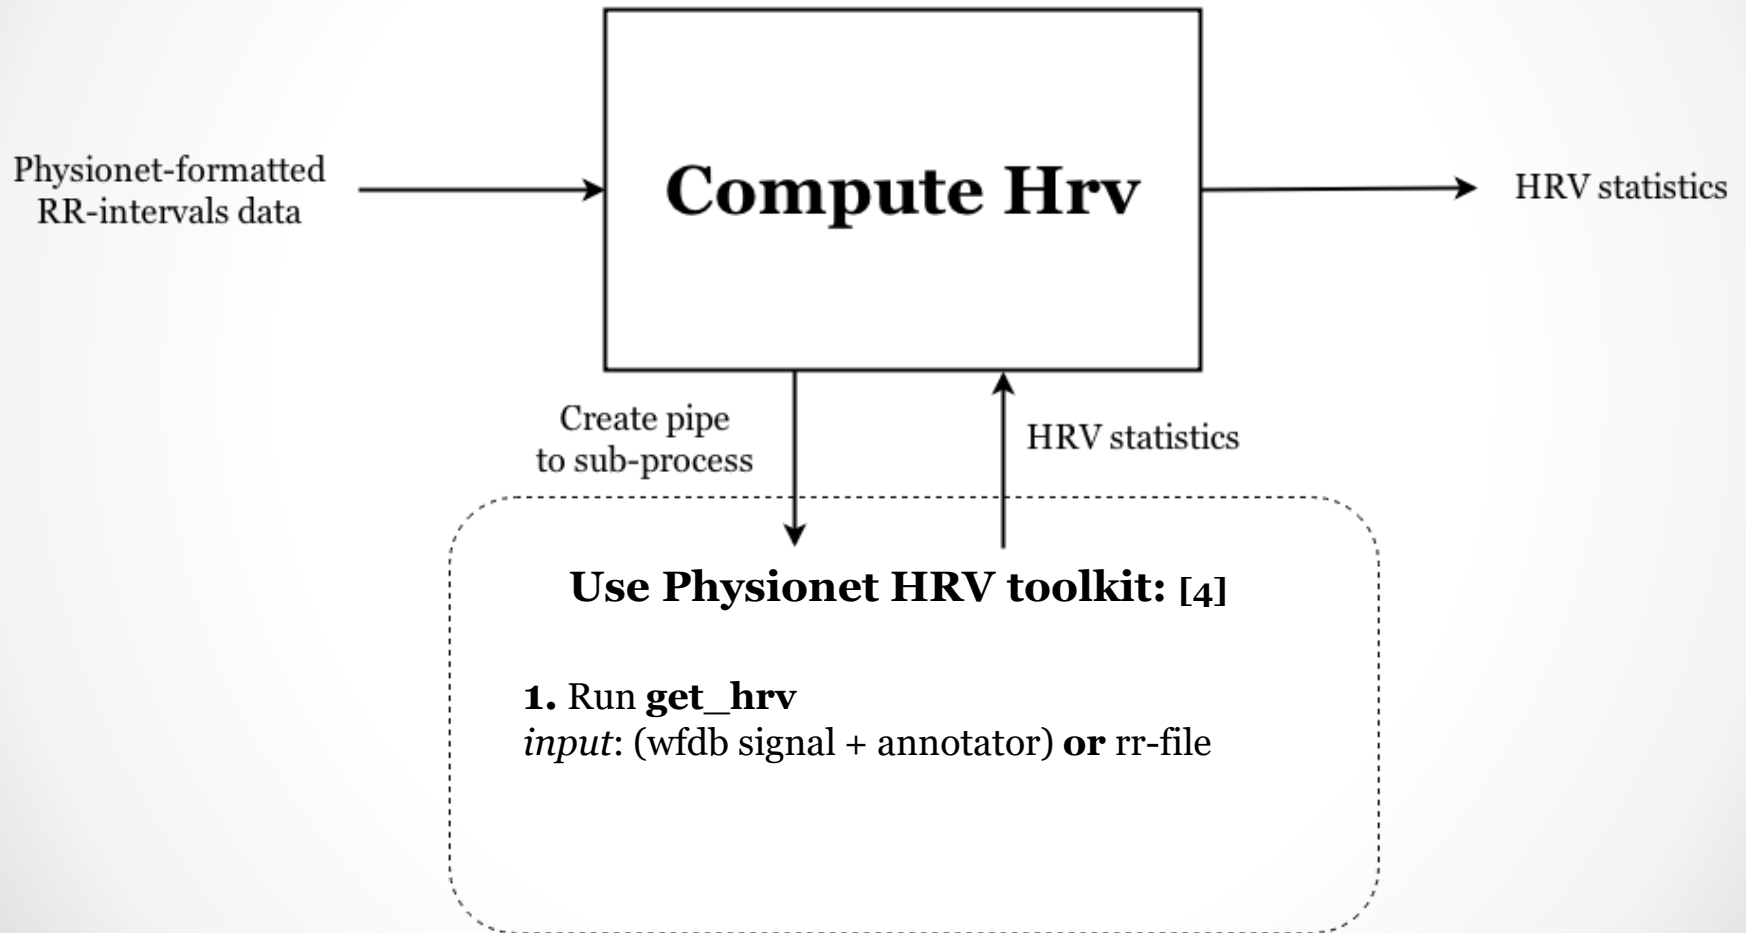 Physionet-formatted
RR-intervals data
Compute Hrv
HRV statistics
Create pipe
to sub-process
HRV statistics
Use Physionet HRV toolkit: [4]
1. Run get_hrv
input: (wfdb signal + annotator) or rr-file